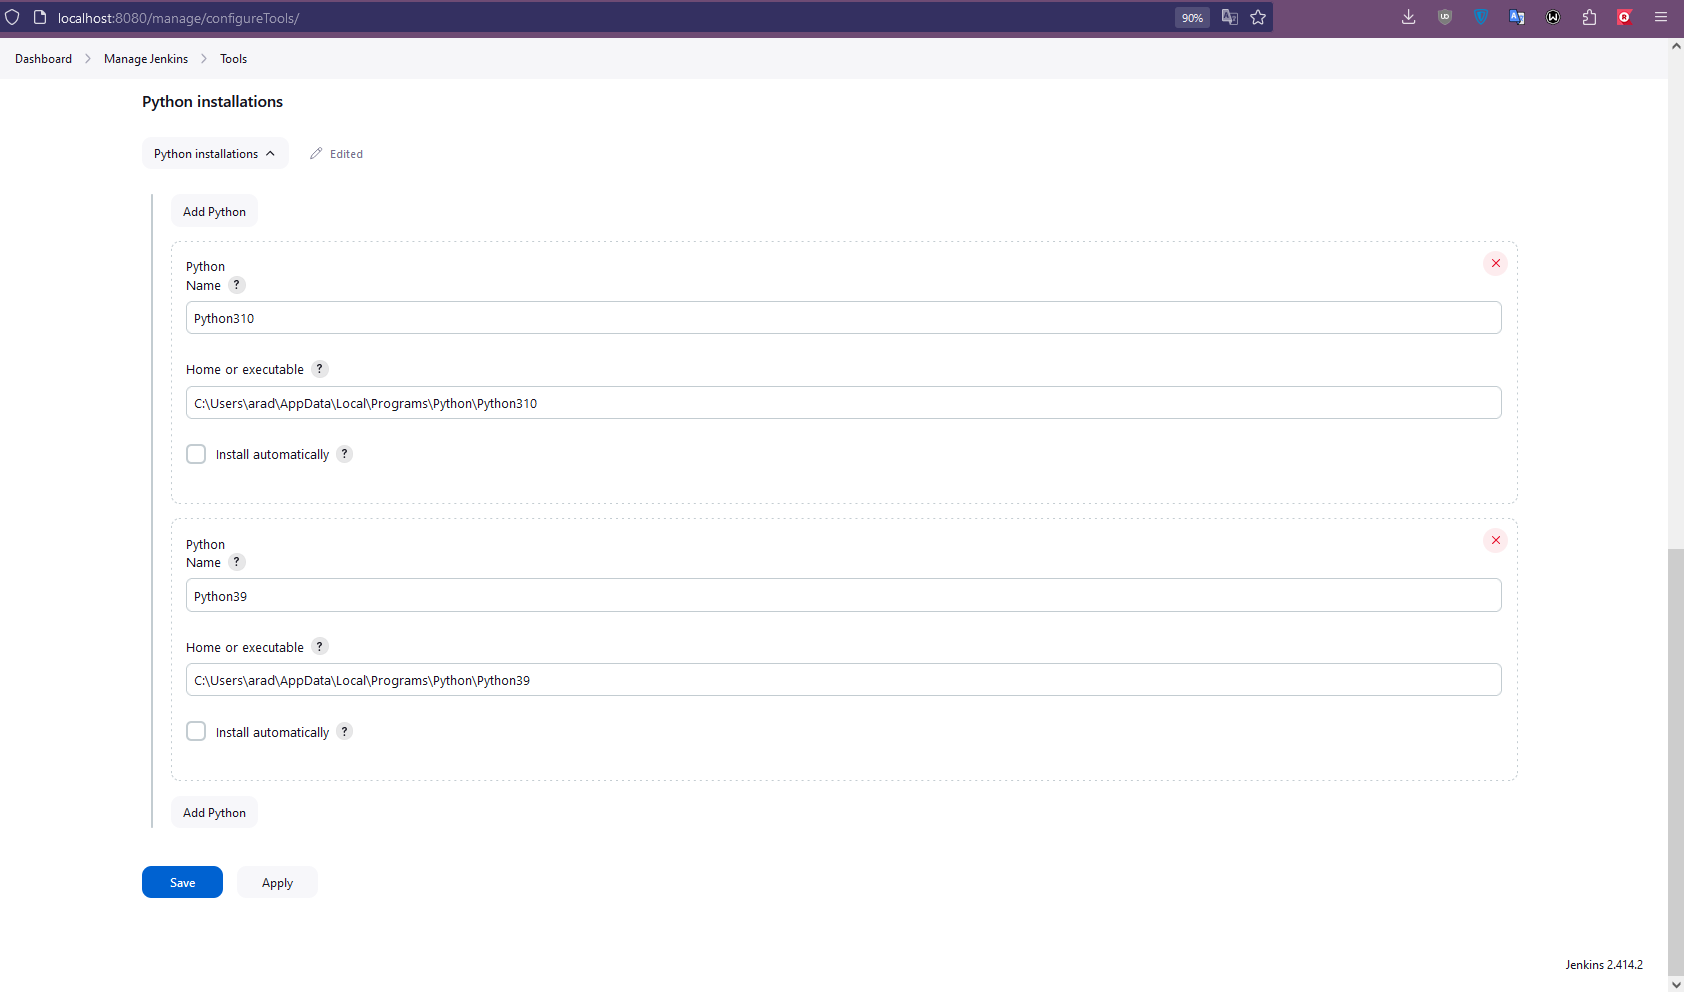 localhost:8080/manage/configureTools/ 90%
Dashboard Manage Jenkins Tools
Python installations
Python installations Edited
Add Python
Python
Name ?
Python310
Home or executable ?
C:\Users\arad\AppData\Local\Programs\Python\Python310
Install automatically ?
Python
Name ?
Python39
Home or executable ?
C:\Users\arad\AppData\Local\Programs\Python\Python39
Install automatically ?
Add Python
Save Apply
Jenkins 2.414.2